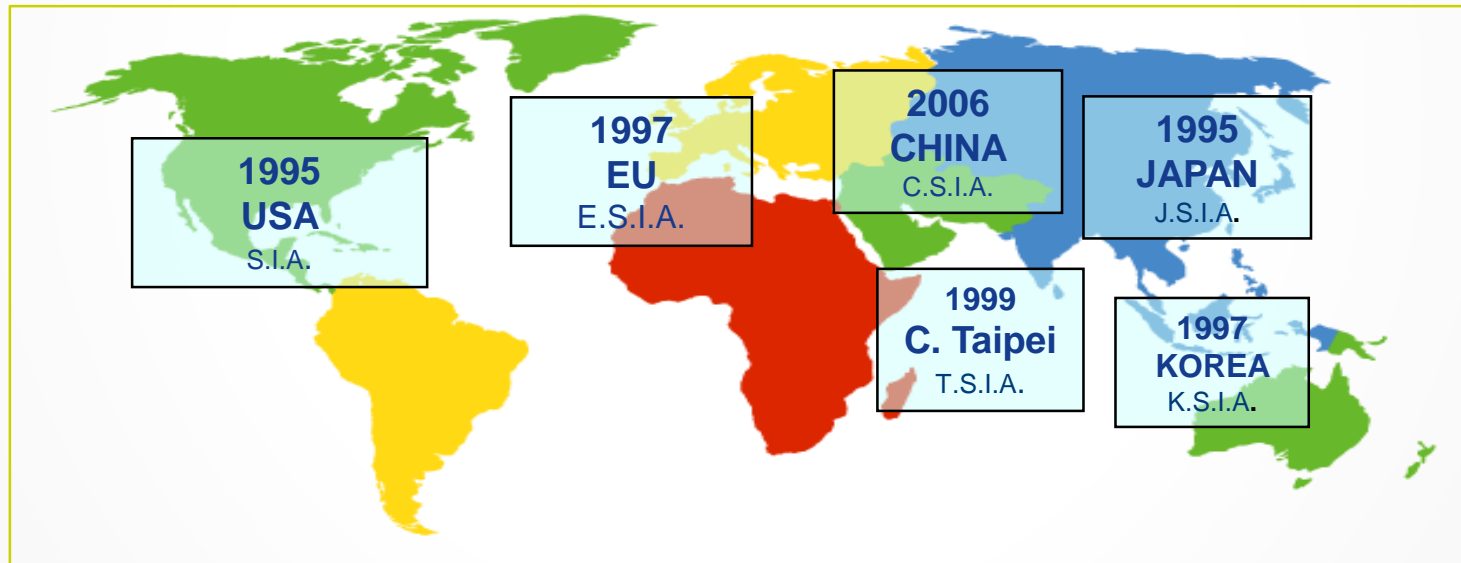 1995
USA
S.I.A.
1997
EU
E.S.I.A.
2006
CHINA
C.S.I.A.
1995
JAPAN
J.S.I.A.
1999
C. Taipei
T.S.I.A.
1997
KOREA
K.S.I.A.